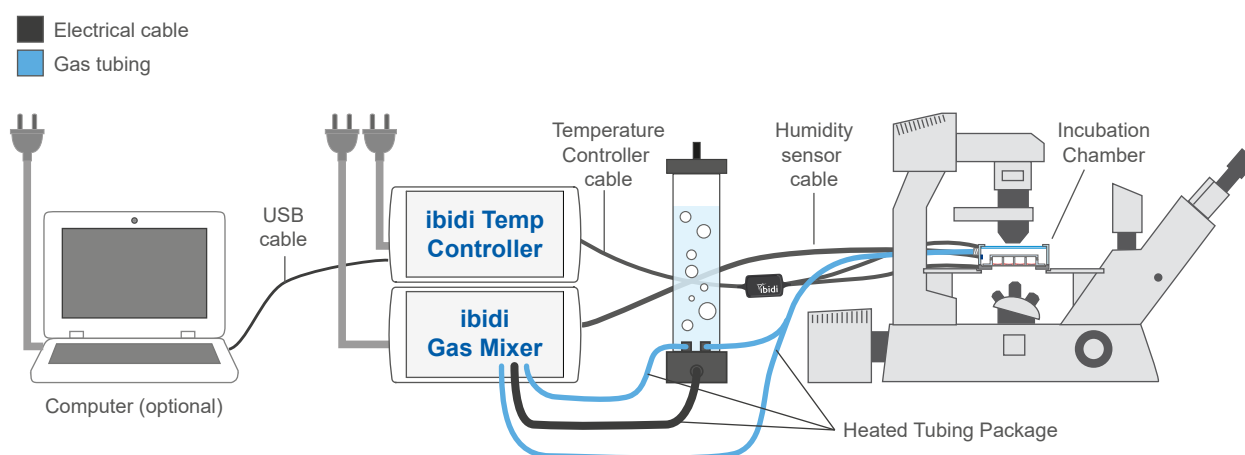 Electrical cable
Gas tubing
Temperature
Controller
cable
Humidity
sensor
cable
Incubation
Chamber
USB
cable
ibidi Temp
Controller
ibidi
ibidi
Gas Mixer
Computer (optional)
Heated Tubing Package